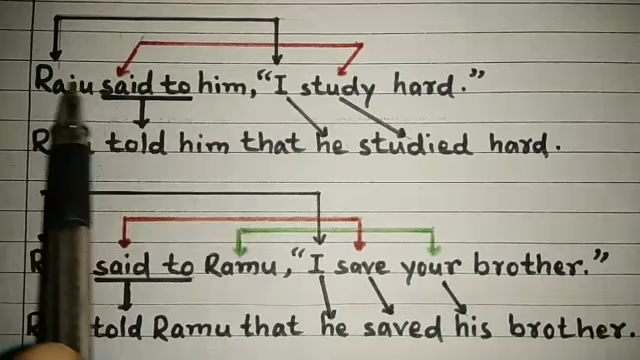 Raju said to him, "I study hard."
told him that he studied hard.
said to Ramu, "I save your brother."
told Ramu that he saved his brother.